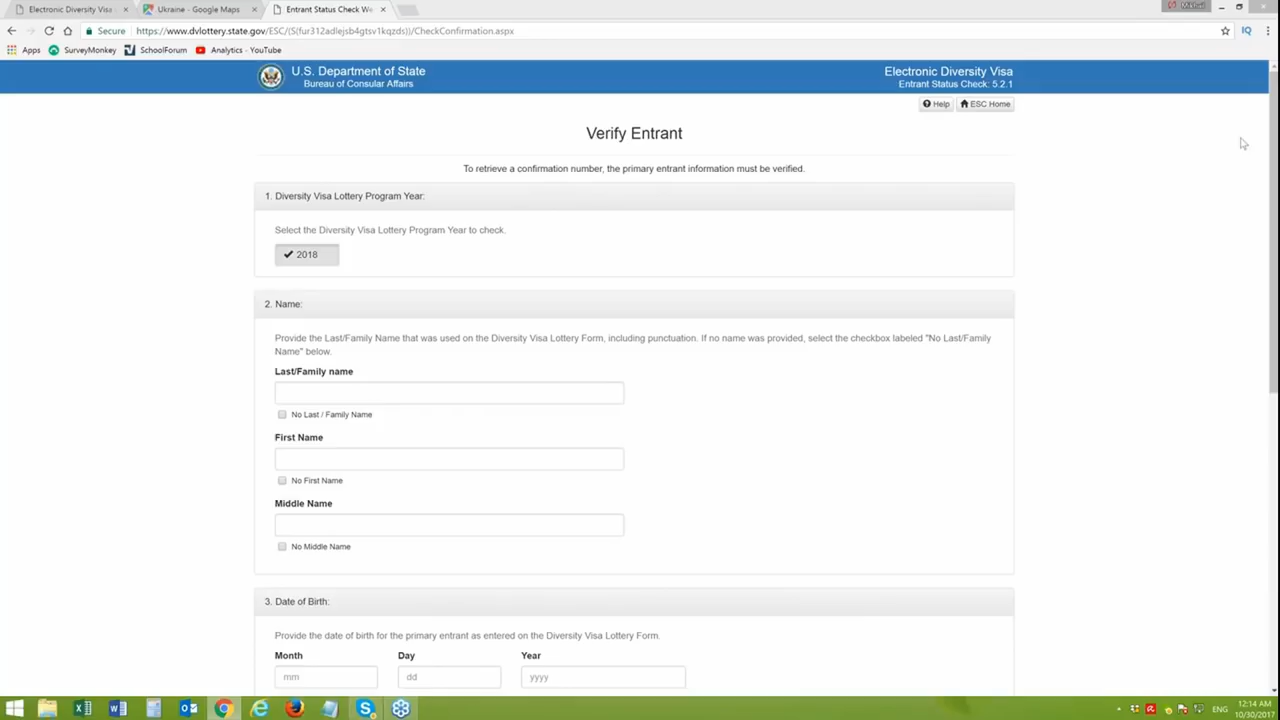 Electronic Diversity Visa
Ukraine - Google Maps
Entrant Status Check We
Mikhail
Secure
https://www.dvlottery.state.gov/ESC/(S(fur312adlejsb4gtsv1kqzds))/CheckConfirmation.aspx
Apps
SurveyMonkey
SchoolForum
Analytics - YouTube
U.S. Department of State
Bureau of Consular Affairs
Electronic Diversity Visa
Entrant Status Check: 5.2.1
Help
ESC Home
Verify Entrant
To retrieve a confirmation number, the primary entrant information must be verified.
1. Diversity Visa Lottery Program Year:
Select the Diversity Visa Lottery Program Year to check.
2018
2. Name:
Provide the Last/Family Name that was used on the Diversity Visa Lottery Form, including punctuation. If no name was provided, select the checkbox labeled "No Last/Family
Name" below.
Last/Family name
No Last / Family Name
First Name
No First Name
Middle Name
No Middle Name
3. Date of Birth:
Provide the date of birth for the primary entrant as entered on the Diversity Visa Lottery Form.
Month Day Year
mm dd yyyy
ENG
12:14 AM
10/30/2017